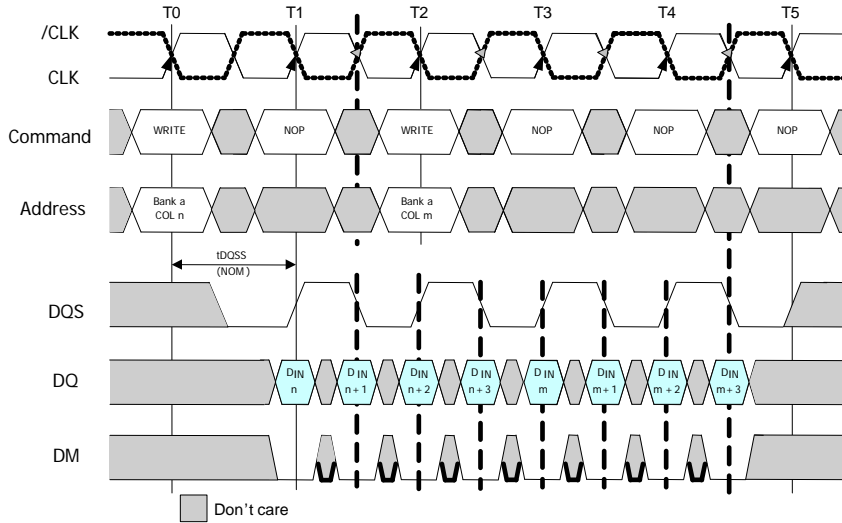 T0 T1 T2 T3 T4 T5
/CLK
CLK
Command WRITE NOP WRITE NOP NOP NOP
Address Bank a COL n Bank a COL m
tDQSS
(NOM)
DQS
DQ DIN n DIN n+1 DIN n+2 DIN n+3 DIN m DIN m+1 DIN m+2 DIN m+3
DM
Don't care